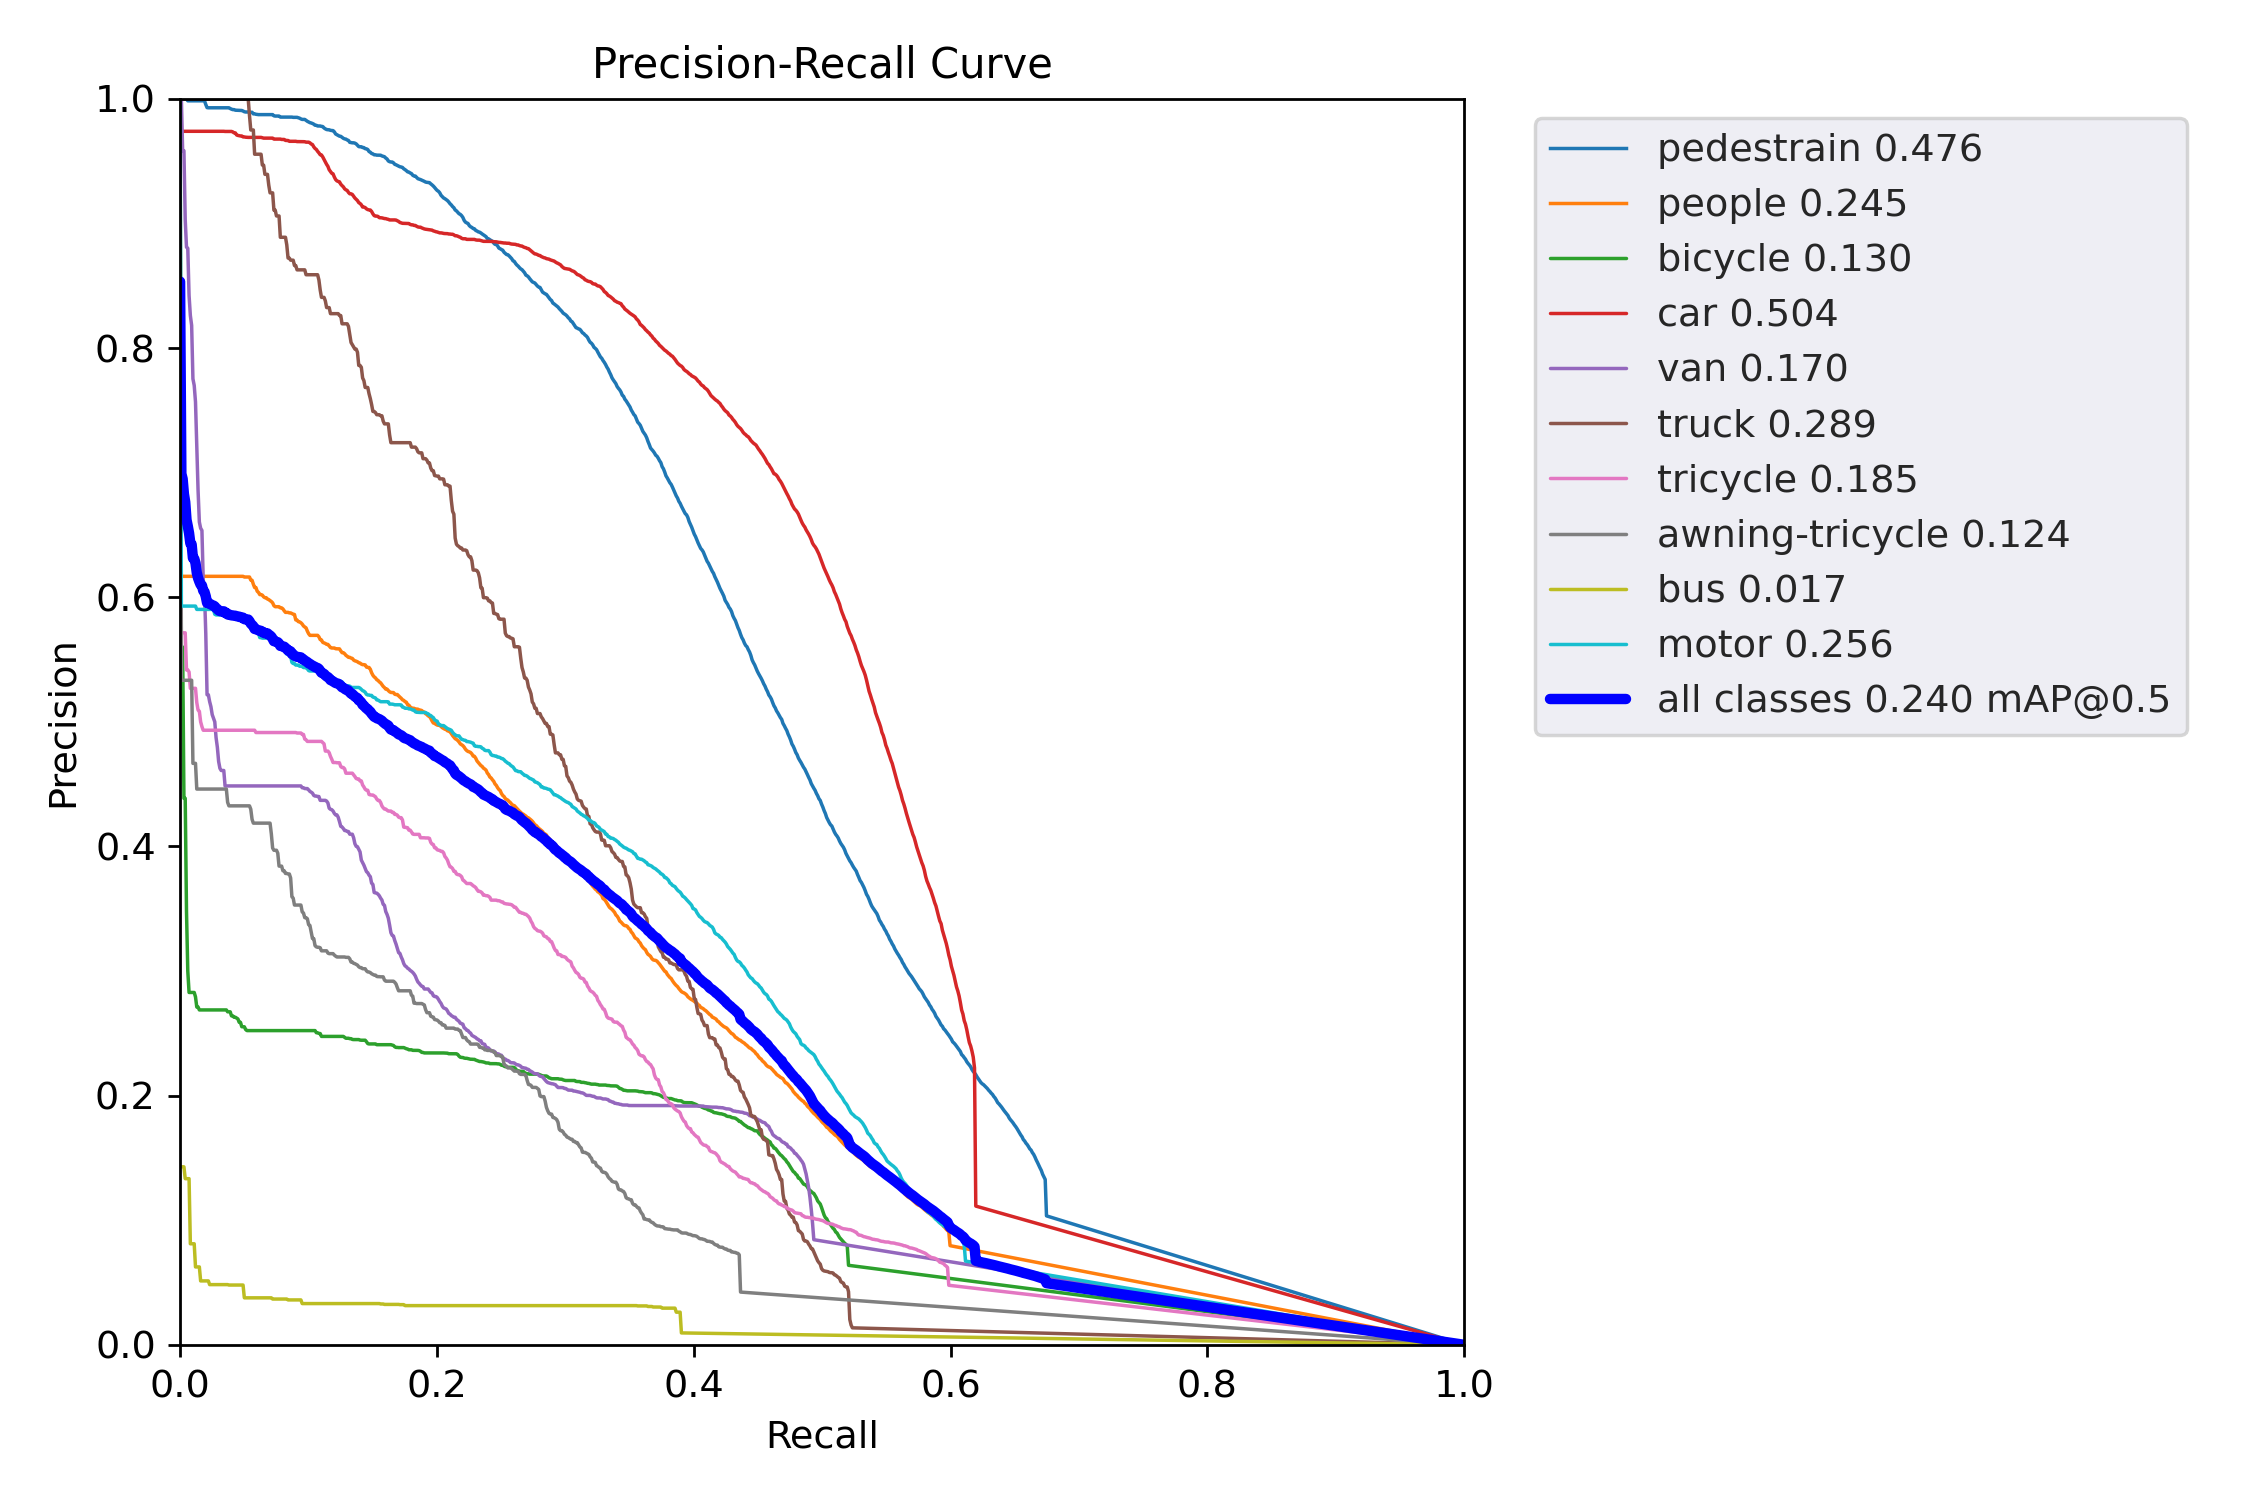 Precision-Recall Curve
1.0
0.8
0.6
0.4
0.2
0.0
Precision
0.0 0.2 0.4 0.6 0.8 1.0
Recall
pedestrain 0.476
people 0.245
bicycle 0.130
car 0.504
van 0.170
truck 0.289
tricycle 0.185
awning-tricycle 0.124
bus 0.017
motor 0.256
all classes 0.240 mAP@0.5